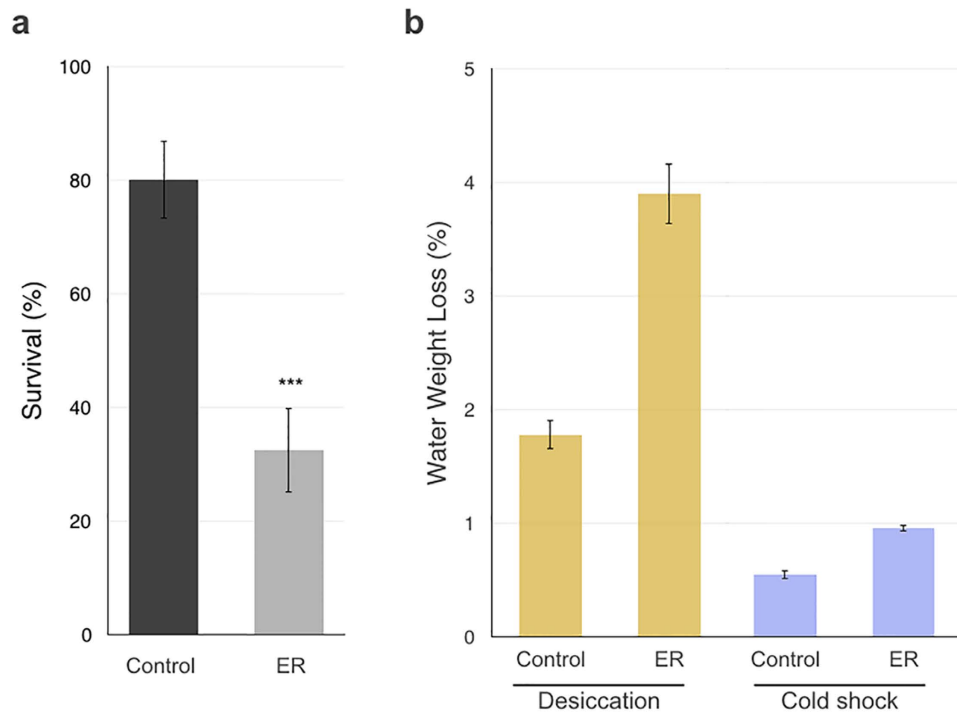 a
Survival (%)
100
80
60
40
20
0
***
Control ER
b
Water Weight Loss (%)
5
4
3
2
1
0
Control ER Control ER
Desiccation Cold shock